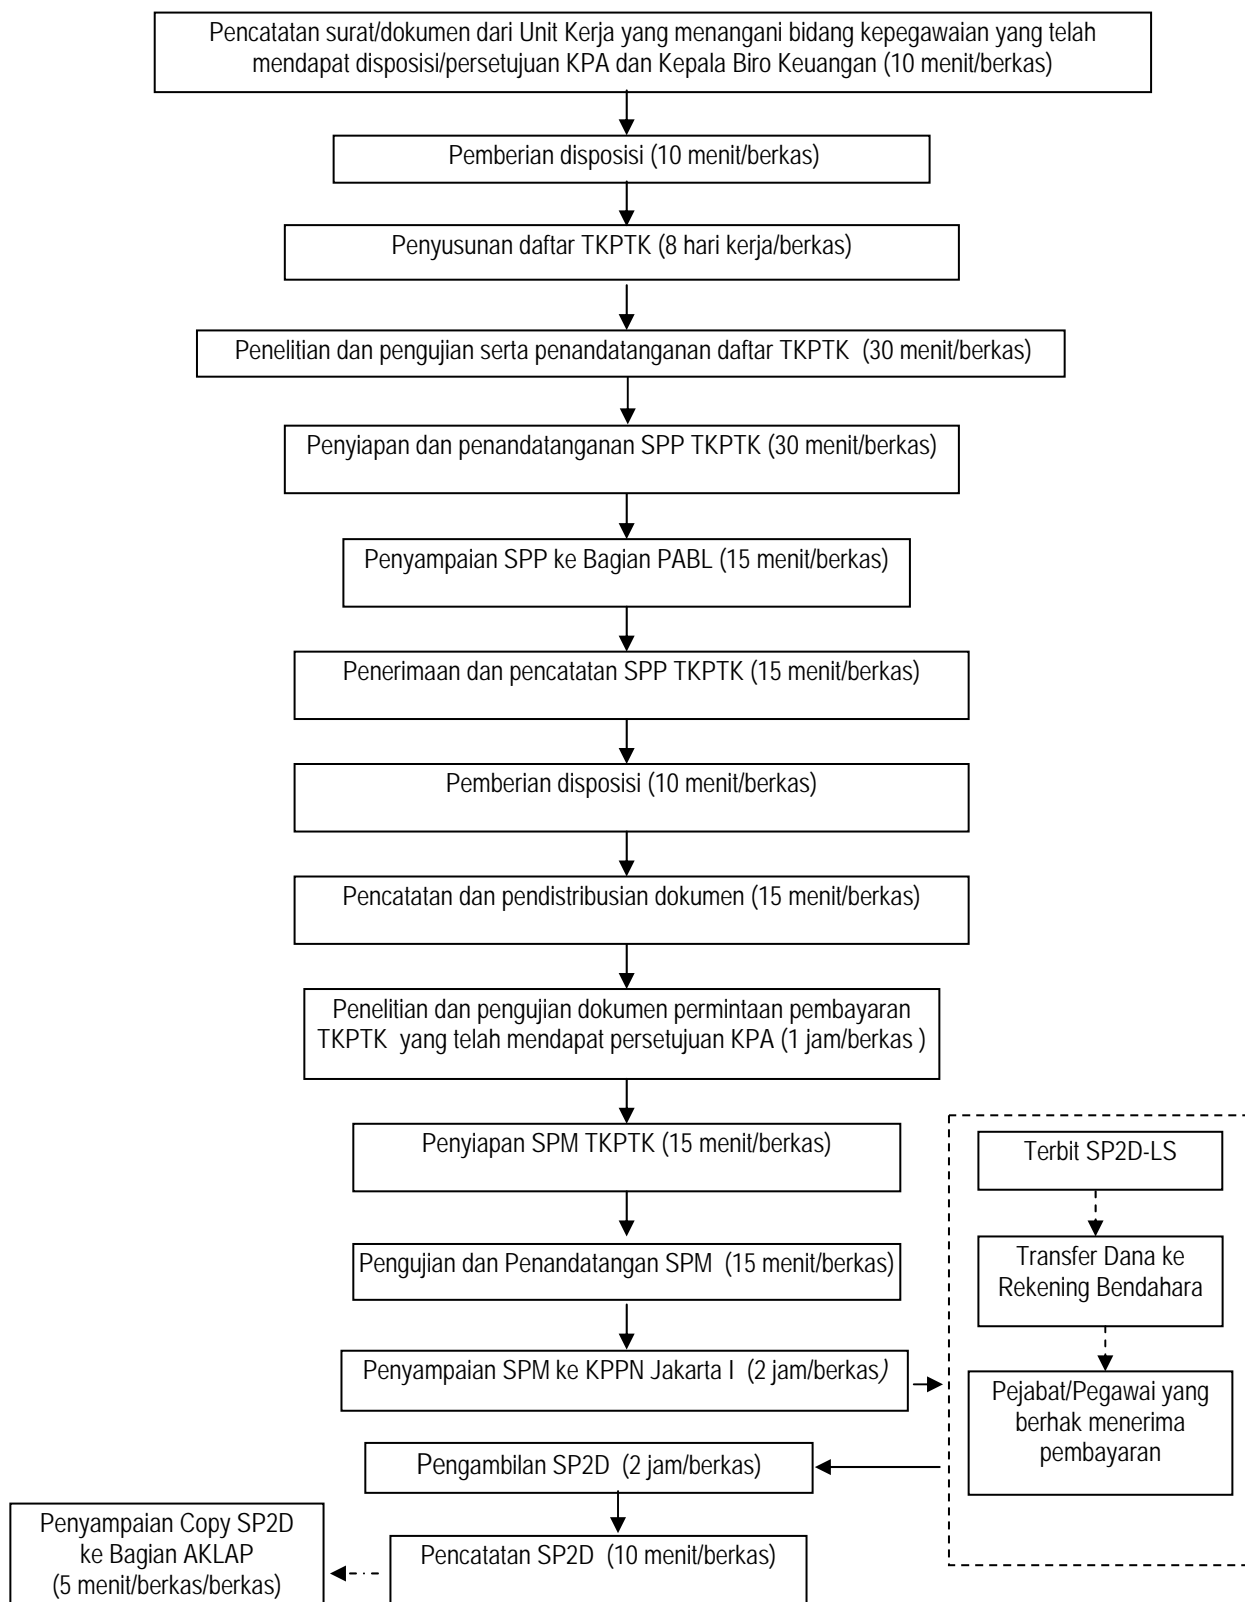 Pencatatan surat/dokumen dari Unit Kerja yang menangani bidang kepegawaian yang telah
mendapat disposisi/persetujuan KPA dan Kepala Biro Keuangan (10 menit/berkas)
Pemberian disposisi (10 menit/berkas)
Penyusunan daftar TKPTK (8 hari kerja/berkas)
Penelitian dan pengujian serta penandatanganan daftar TKPTK (30 menit/berkas)
Penyiapan dan penandatanganan SPP TKPTK (30 menit/berkas)
Penyampaian SPP ke Bagian PABL (15 menit/berkas)
Penerimaan dan pencatatan SPP TKPTK (15 menit/berkas)
Pemberian disposisi (10 menit/berkas)
Pencatatan dan pendistribusian dokumen (15 menit/berkas)
Penelitian dan pengujian dokumen permintaan pembayaran
TKPTK yang telah mendapat persetujuan KPA (1 jam/berkas )
Penyiapan SPM TKPTK (15 menit/berkas)
Pengujian dan Penandatangan SPM (15 menit/berkas)
Penyampaian SPM ke KPPN Jakarta I (2 jam/berkas)
Terbit SP2D-LS
Transfer Dana ke
Rekening Bendahara
Pejabat/Pegawai yang
berhak menerima
pembayaran
Pengambilan SP2D (2 jam/berkas)
Pencatatan SP2D (10 menit/berkas)
Penyampaian Copy SP2D
ke Bagian AKLAP
(5 menit/berkas/berkas)